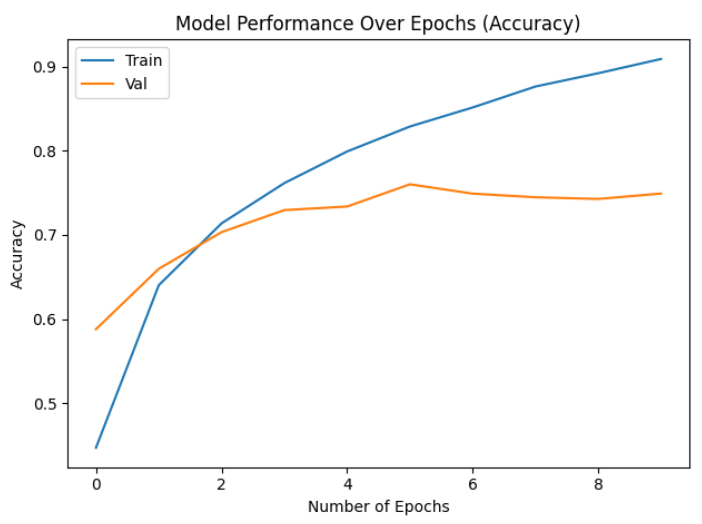 Model Performance Over Epochs (Accuracy)
Train
Val
0.9
0.8
0.7
0.6
0.5
Accuracy
0 2 4 6 8
Number of Epochs